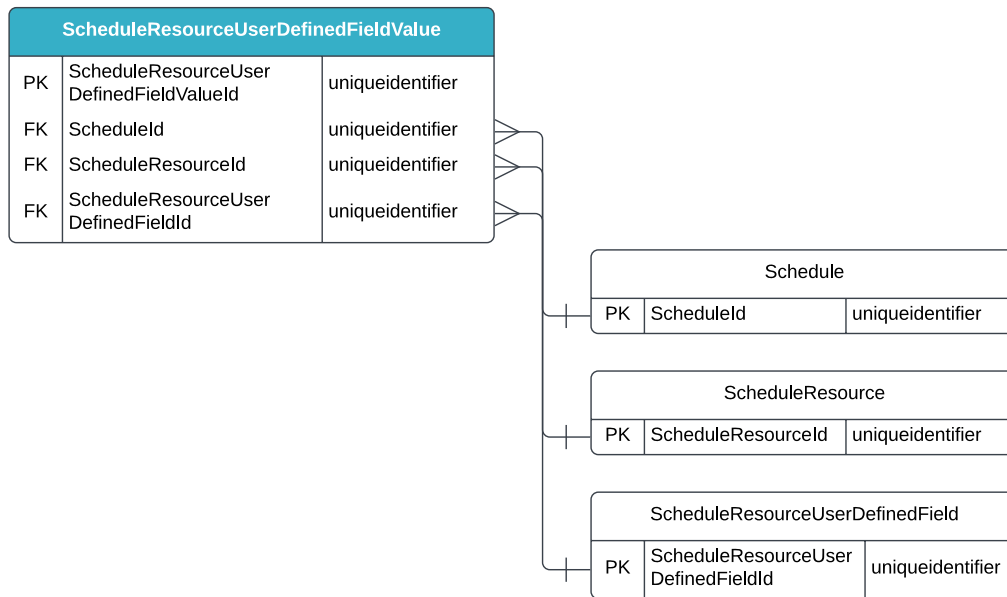 ScheduleResourceUserDefinedFieldValue
PK ScheduleResourceUser uniqueidentifier
DefinedFieldValueId
FK ScheduleId uniqueidentifier
FK ScheduleResourceId uniqueidentifier
FK ScheduleResourceUser uniqueidentifier
DefinedFieldId
Schedule
PK ScheduleId uniqueidentifier
ScheduleResource
PK ScheduleResourceId uniqueidentifier
ScheduleResourceUserDefinedField
PK ScheduleResourceUser uniqueidentifier
DefinedFieldId